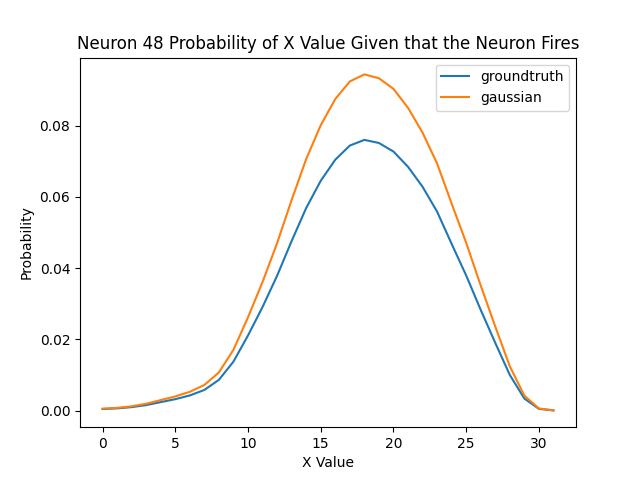 Neuron 48 Probability of X Value Given that the Neuron Fires
groundtruth
gaussian
Probability
0.08
0.06
0.04
0.02
0.00
0 5 10 15 20 25 30
X Value